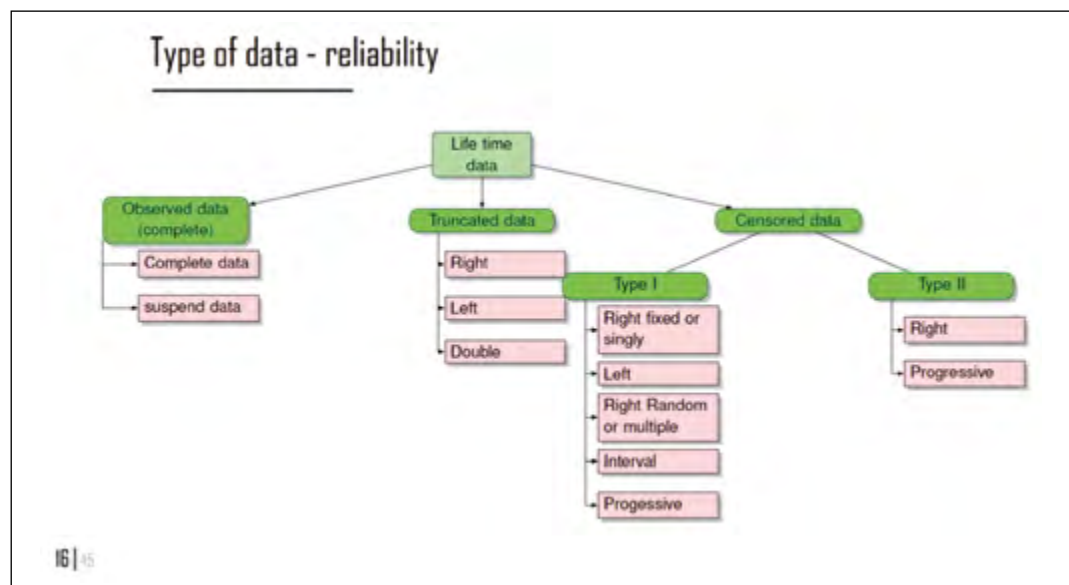 Type of data - reliability
Life time
data
Observed data
(complete)
Complete data
suspend data
Truncated data
Right
Left
Double
Censored data
Type I
Right fixed or
singly
Left
Right Random
or multiple
Interval
Progessive
Type II
Right
Progressive
16 | 45